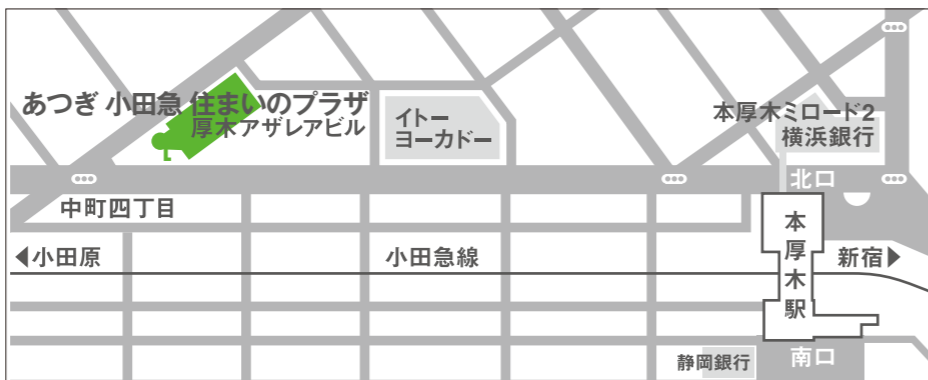 あつぎ 小田急 住まいのプラザ
厚木アザレアビル
イトー
ヨーカドー
本厚木ミロード2
横浜銀行
北口
中町四丁目
◀小田原
小田急線
本厚木駅
新宿▶
静岡銀行
南口